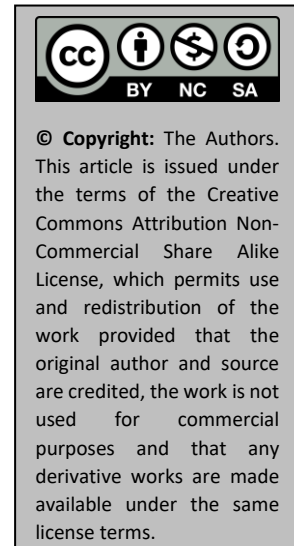 cc
BY NC SA
© Copyright: The Authors.
This article is issued under
the terms of the Creative
Commons Attribution Non-
Commercial Share Alike
License, which permits use
and redistribution of the
work provided that the
original author and source
are credited, the work is not
used for commercial
purposes and that any
derivative works are made
available under the same
license terms.